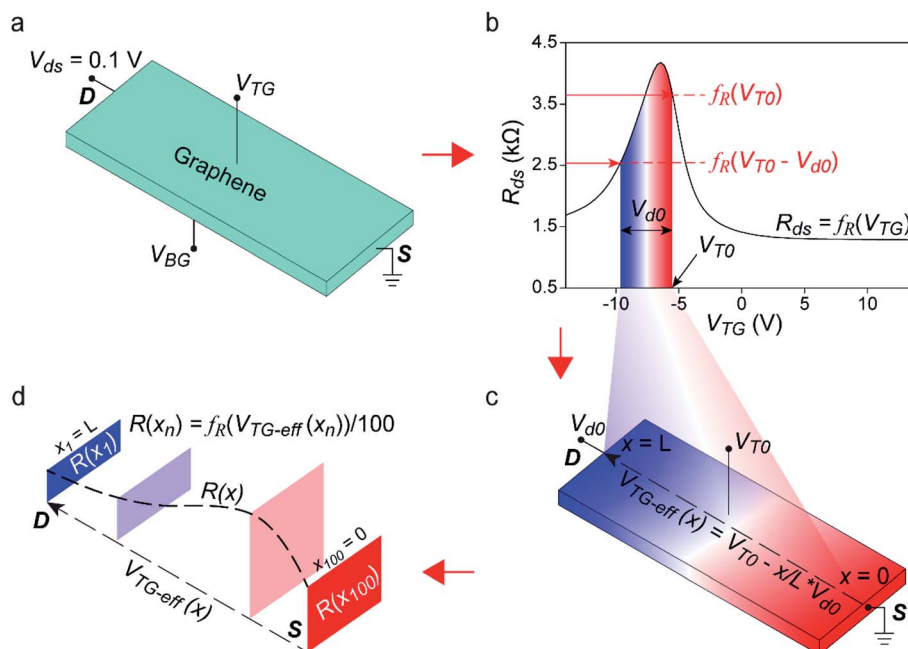 a
V_ds = 0.1 V
D
V_TG
Graphene
V_BG
S
b
4.5
3.5
2.5
1.5
0.5
R_ds (kΩ)
f_R(V_T0)
f_R(V_T0 - V_d0)
V_d0
R_ds = f_R(V_TG)
V_T0
-10
-5
0
5
10
V_TG (V)
c
V_d0
D
x = L
V_T0
V_TG-eff (x) = V_T0 - x/L *V_d0
x = 0
S
d
x_1 = L
R(x_1)
R(x_n) = f_R(V_TG-eff (x_n))/100
R(x)
D
V_TG-eff (x)
x_100 = 0
R(x_100)
S